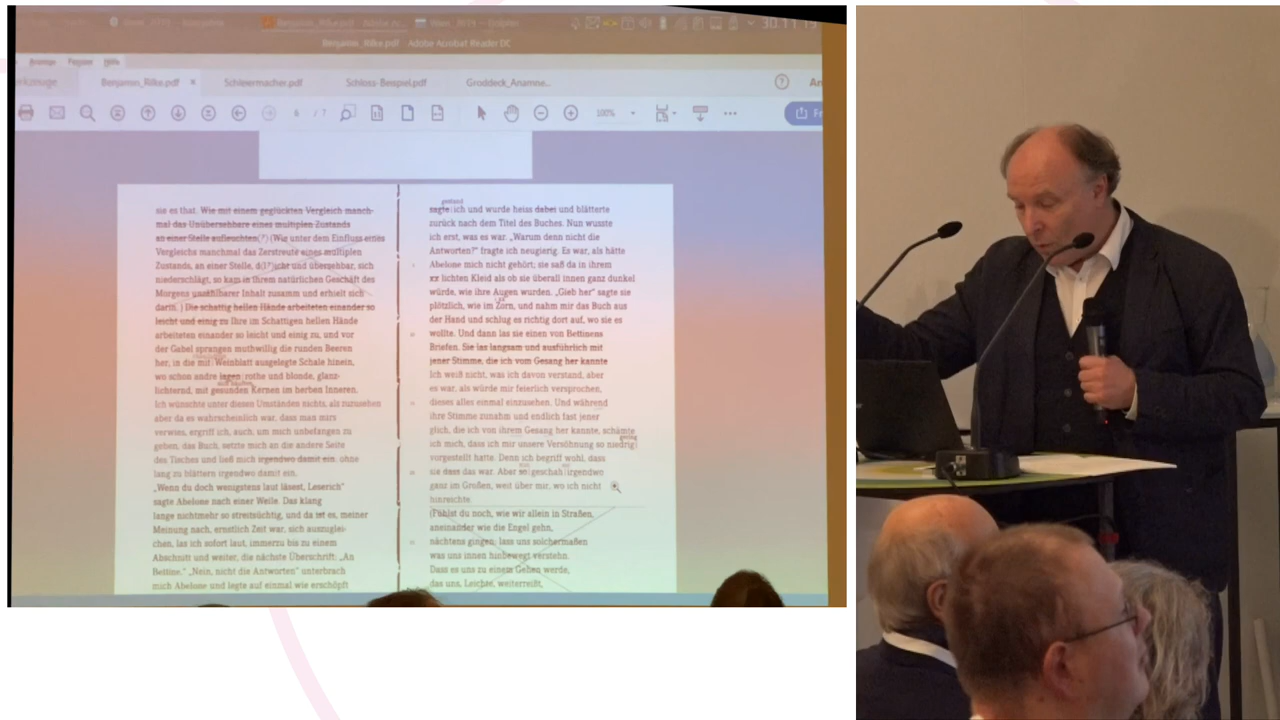 Benjamin_Rilke.pdf - Adobe Acrobat Reader DC
Anzeige Fenster Hilfe
Benjamin_Rilke.pdf × Schleiermacher.pdf Schloss-Beispiel.pdf Groddeck_Anamne...
6 / 7 100%
sie es that. Wie mit einem geglückten Vergleich manch-
mal das Unübersehbare eines multiplen Zustands
an einer Stelle aufleuchten(?) (Wie unter dem Einfluss eines
Vergleichs manchmal das Zerstreute eines multiplen
Zustands, an einer Stelle, und übersehbar, sich
niederschlägt, so kam in Ihrem natürlichen Geschäft des
Morgens unzählbarer Inhalt zusamm und erhielt sich
darin. ) Die schattig hellen Hände arbeiteten einander so
leicht und einig zu Ihre im Schattigen hellen Hände
arbeiteten einander so leicht und einig zu, und vor
der Gabel sprangen muthwillig die runden Beeren
her, in die mit Weinblatt ausgelegte Schale hinein,
wo schon andre lagen rothe und blonde, glanz-
lichternd, mit gesunden Kernen im herben Inneren.
Ich wünschte unter diesen Umständen nichts, als zuzusehen
aber da es wahrscheinlich war, dass man mirs
verwies, ergriff ich, auch, um mich unbefangen zu
geben, das Buch, setzte mich an die andere Seite
des Tisches und ließ mich irgendwo damit ein. ohne
lang zu blättern irgendwo damit ein.
„Wenn du doch wenigstens laut läsest, Leserich"
sagte Abelone nach einer Weile. Das klang
lange nichtmehr so streitsüchtig, und da ist es, meiner
Meinung nach, ernstlich Zeit war, sich auszuglei-
chen, las ich sofort laut, immerzu bis zu einem
Abschnitt und weiter, die nächste Überschrift: „An
Bettine." „Nein, nicht die Antworten" unterbrach
mich Abelone und legte auf einmal wie erschöpft
gestand
sagte ich und wurde heiss dabei und blätterte
zurück nach dem Titel des Buches. Nun wusste
ich erst, was es war. „Warum denn nicht die
Antworten?" fragte ich neugierig. Es war, als hätte
Abelone mich nicht gehört; sie saß da in ihrem
lichten Kleid als ob sie überall innen ganz dunkel
würde, wie ihre Augen wurden. „Gieb her" sagte sie
plötzlich, wie im Zorn, und nahm mir das Buch aus
der Hand und schlug es richtig dort auf, wo sie es
wollte. Und dann las sie einen von Bettinens
Briefen. Sie las langsam und ausführlich mit
jener Stimme, die ich vom Gesang her kannte
Ich weiß nicht, was ich davon verstand, aber
es war, als würde mir feierlich versprochen,
dieses alles einmal einzusehen. Und während
ihre Stimme zunahm und endlich fast jener
glich, die ich von ihrem Gesang her kannte, schämte
ich mich, dass ich mir unsere Versöhnung so niedrig
vorgestellt hatte. Denn ich begriff wohl, dass
sie dass das war. Aber so geschah irgendwo
ganz im Großen, weit über mir, wo ich nicht
hinreichte.
(Fühlst du noch, wie wir allein in Straßen,
aneinander wie die Engel gehn,
nächtens gingen; lass uns solchermaßen
was uns innen hinbewegt verstehn.
Dass es uns zu einem Gehen werde,
das uns, Leichte, weiterreißt,